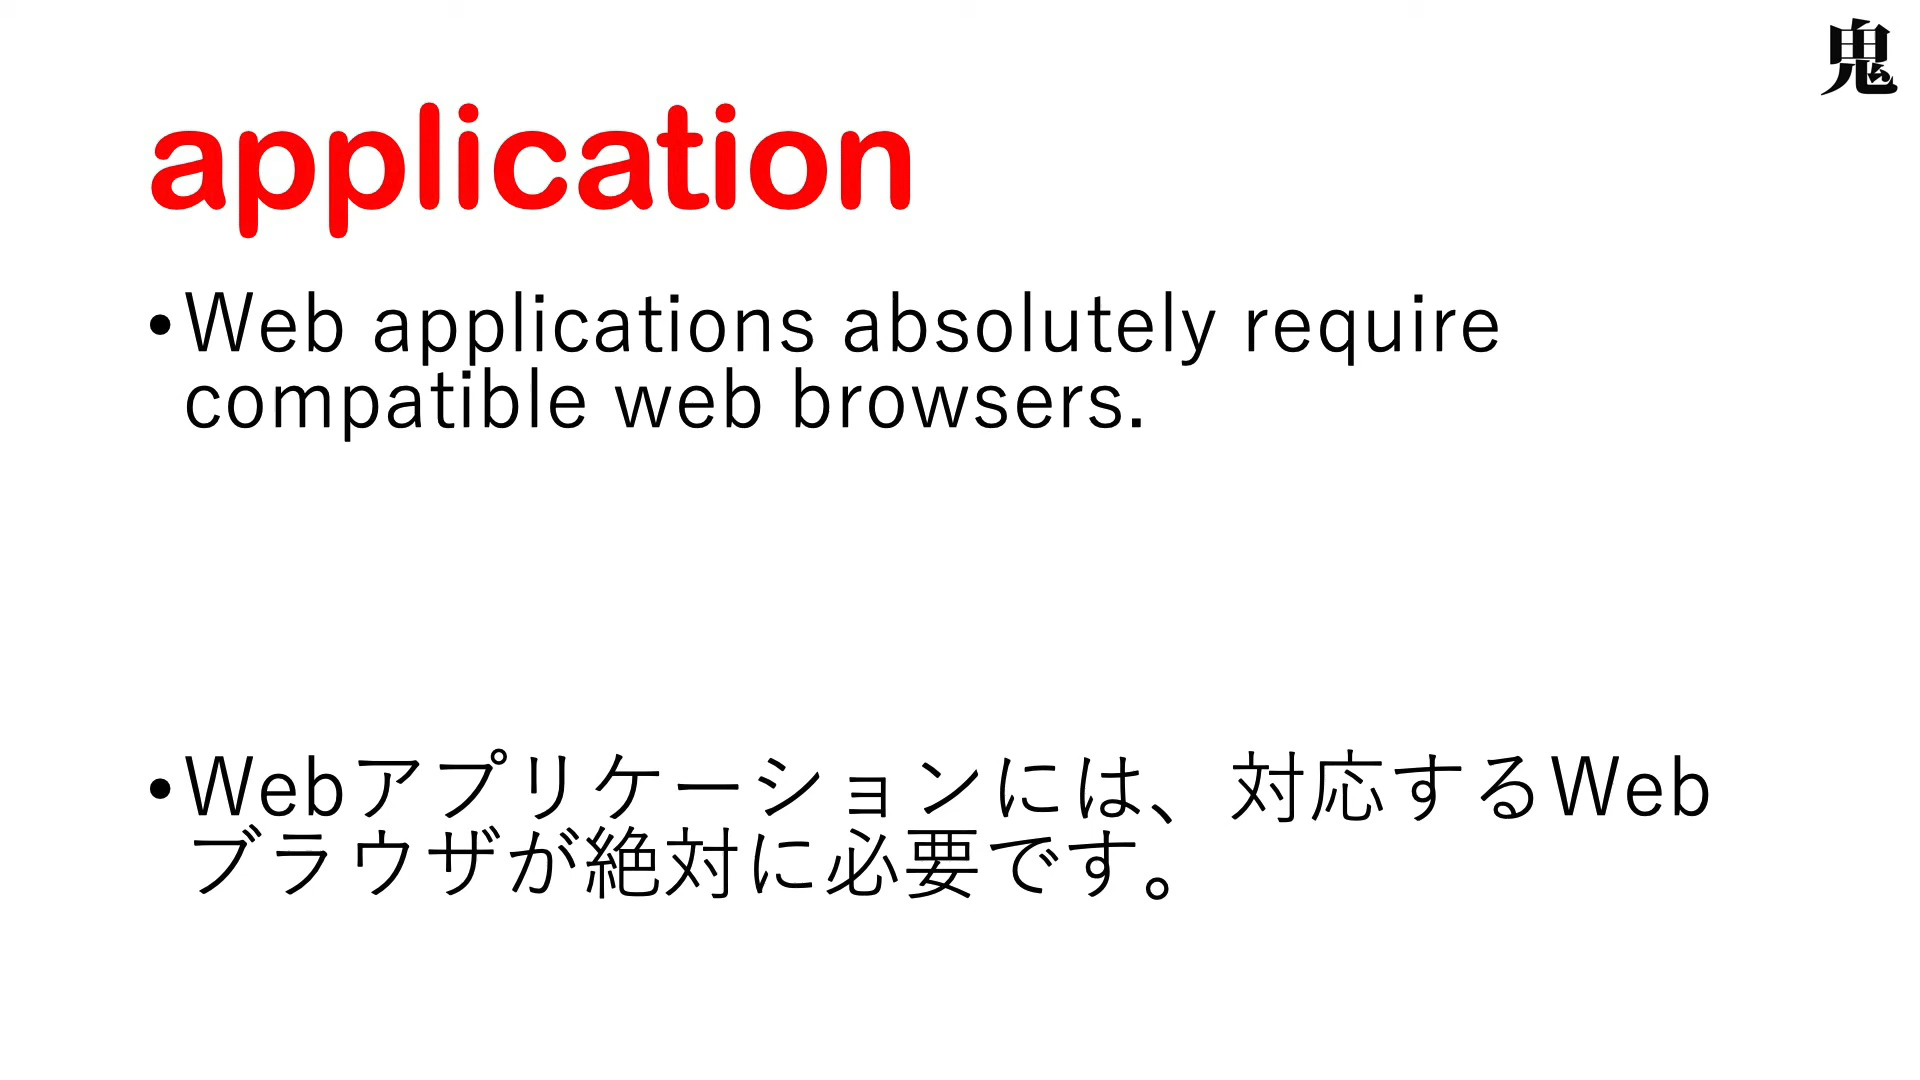 鬼
application
•Web applications absolutely require
compatible web browsers.
•Webアプリケーションには、対応するWeb
ブラウザが絶対に必要です。